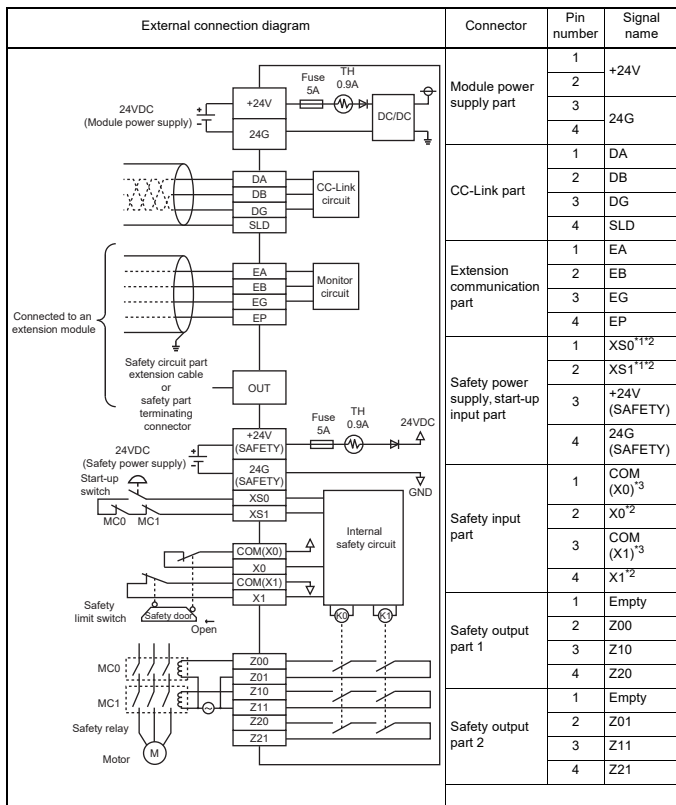 External connection diagram
Connector
Pin
number
Signal
name
Fuse
5A
TH
0.9A
24VDC
(Module power supply)
+
-
+24V
24G
DC/DC
DA
DB
DG
SLD
CC-Link
circuit
EA
EB
EG
EP
Monitor
circuit
Connected to an
extension module
Safety circuit part
extension cable
or
safety part
terminating
connector
OUT
Fuse
5A
TH
0.9A
24VDC
24VDC
(Safety power supply)
+
-
+24V
(SAFETY)
24G
(SAFETY)
GND
Start-up
switch
XS0
XS1
MC0
MC1
Internal
safety circuit
COM(X0)
X0
COM(X1)
X1
Safety
limit switch
Safety door
Open
K0
K1
MC0
MC1
Z00
Z01
Z10
Z11
Z20
Z21
Safety relay
Motor
M
Module power
supply part
1
2
+24V
3
4
24G
CC-Link part
1 DA
2 DB
3 DG
4 SLD
Extension
communication
part
1 EA
2 EB
3 EG
4 EP
Safety power
supply, start-up
input part
1 XS0*1*2
2 XS1*1*2
3 +24V
(SAFETY)
4 24G
(SAFETY)
Safety input
part
1 COM
(X0)*3
2 X0*2
3 COM
(X1)*3
4 X1*2
Safety output
part 1
1 Empty
2 Z00
3 Z10
4 Z20
Safety output
part 2
1 Empty
2 Z01
3 Z11
4 Z21